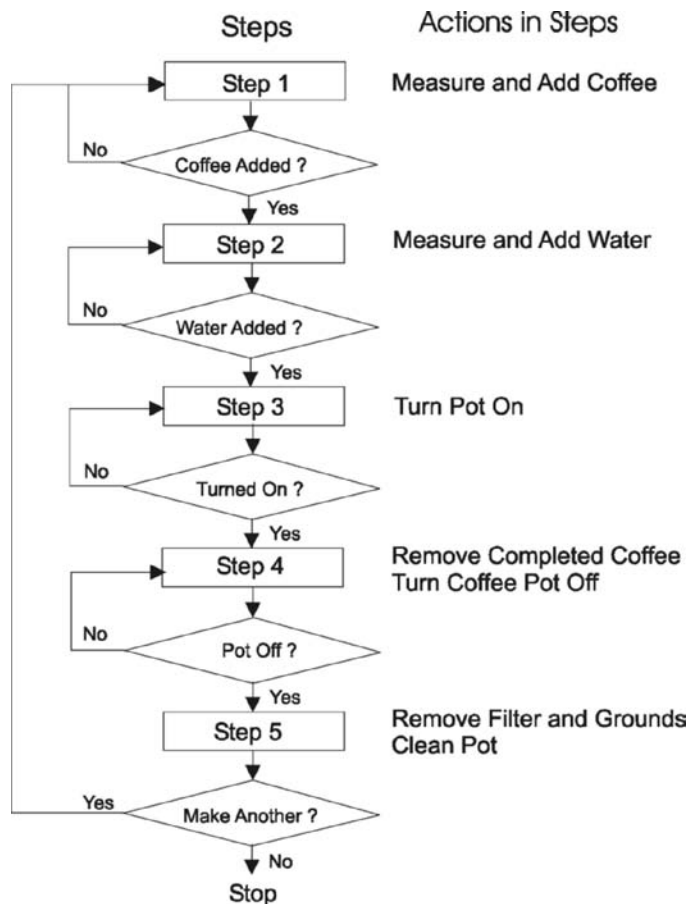 Steps
Actions in Steps
Step 1
Measure and Add Coffee
No
Coffee Added ?
Yes
Step 2
Measure and Add Water
No
Water Added ?
Yes
Step 3
Turn Pot On
No
Turned On ?
Yes
Step 4
Remove Completed Coffee
Turn Coffee Pot Off
No
Pot Off ?
Yes
Step 5
Remove Filter and Grounds
Clean Pot
Yes
Make Another ?
No
Stop